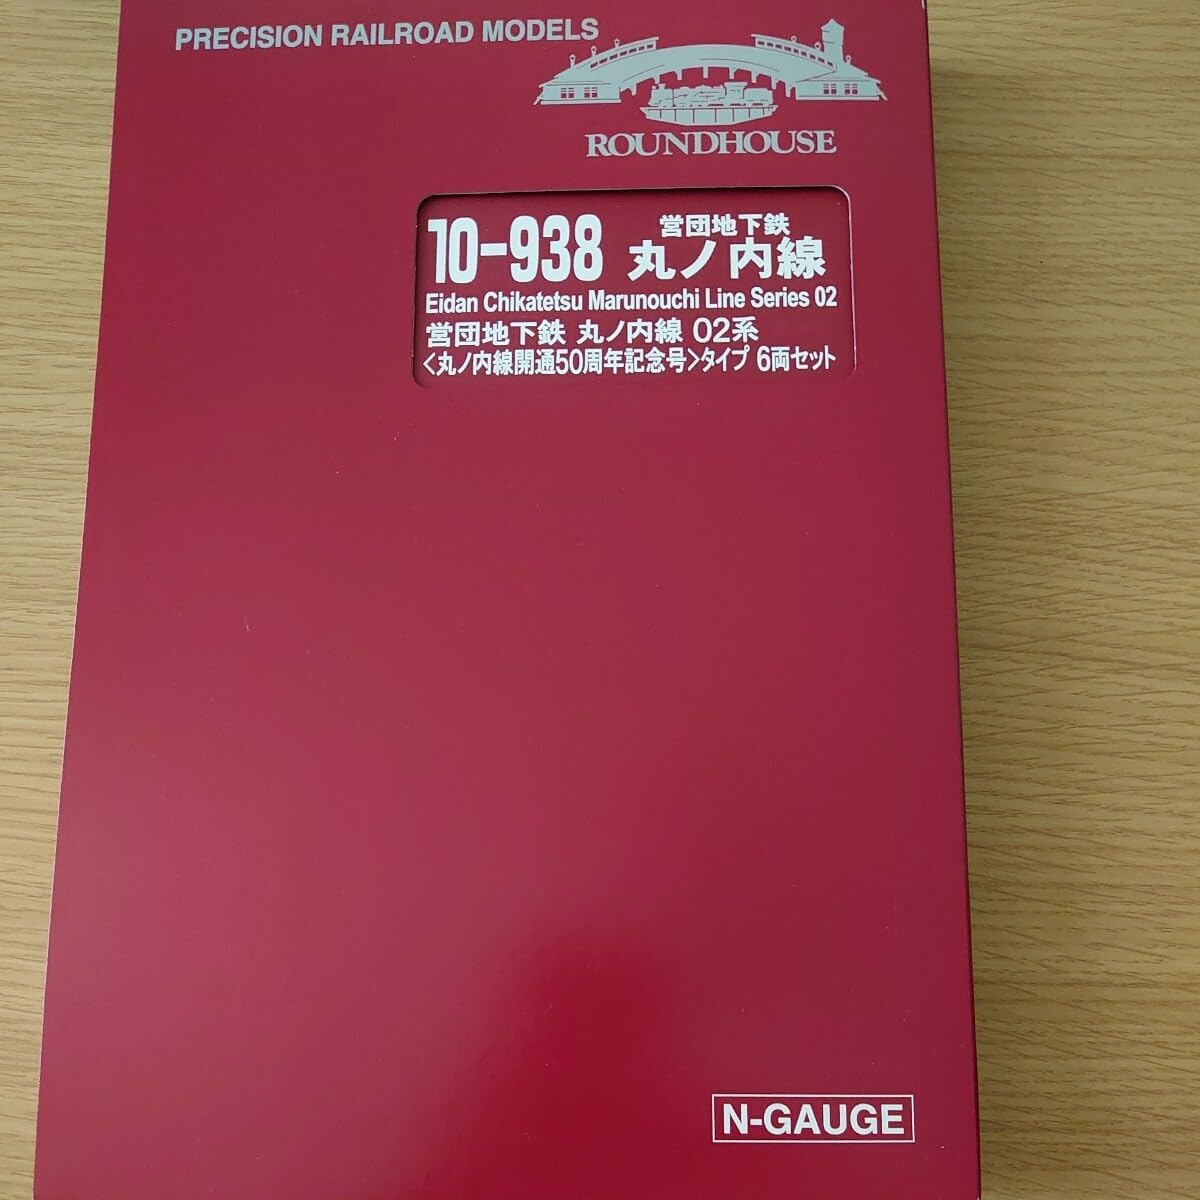 PRECISION RAILROAD MODELS
ROUNDHOUSE
10-938
営団地下鉄
丸ノ内線
Eidan Chikatetsu Marunouchi Line Series 02
営団地下鉄 丸ノ内線 02系
<丸ノ内線開通50周年記念号>タイプ 6両セット
N-GAUGE